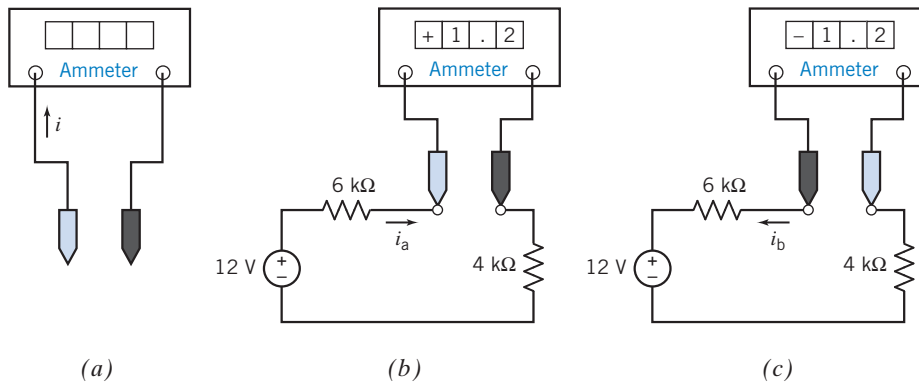 Ammeter
i
(a)
+ 1 . 2
Ammeter
6 kΩ
i_a
12 V
+
−
4 kΩ
(b)
− 1 . 2
Ammeter
6 kΩ
i_b
12 V
+
−
4 kΩ
(c)